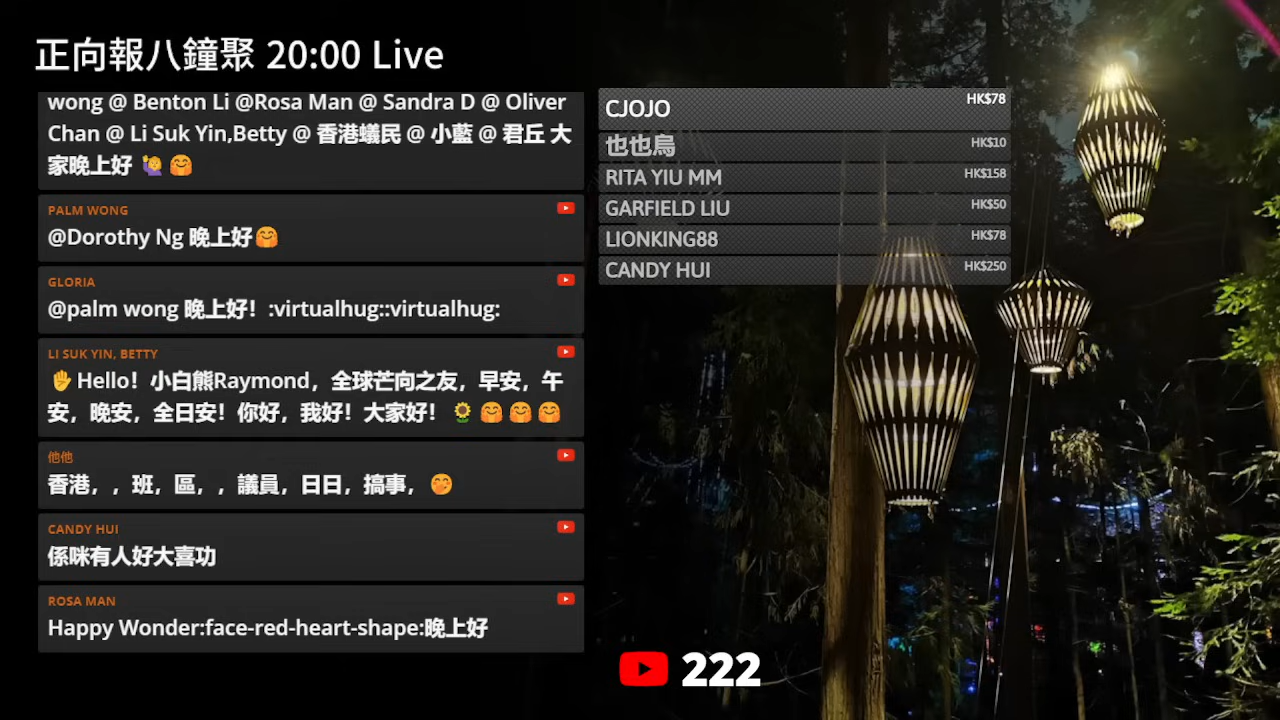 正向報八鐘聚 20:00 Live
wong @ Benton Li @Rosa Man @ Sandra D @ Oliver
Chan @ Li Suk Yin,Betty @ 香港蟻民 @ 小藍 @ 君丘 大
家晚上好 🙋🤗
PALM WONG
@Dorothy Ng 晚上好🤗
GLORIA
@palm wong 晚上好！:virtualhug::virtualhug:
LI SUK YIN, BETTY
✋Hello！小白熊Raymond，全球芒向之友，早安，午
安，晚安，全日安！你好，我好！大家好！🌻🤗🤗🤗
他他
香港，，班，區，，議員，日日，搞事，🤭
CANDY HUI
係咪有人好大喜功
ROSA MAN
Happy Wonder:face-red-heart-shape:晚上好
CJOJO HK$78
也也烏 HK$10
RITA YIU MM HK$158
GARFIELD LIU HK$50
LIONKING88 HK$78
CANDY HUI HK$250
222